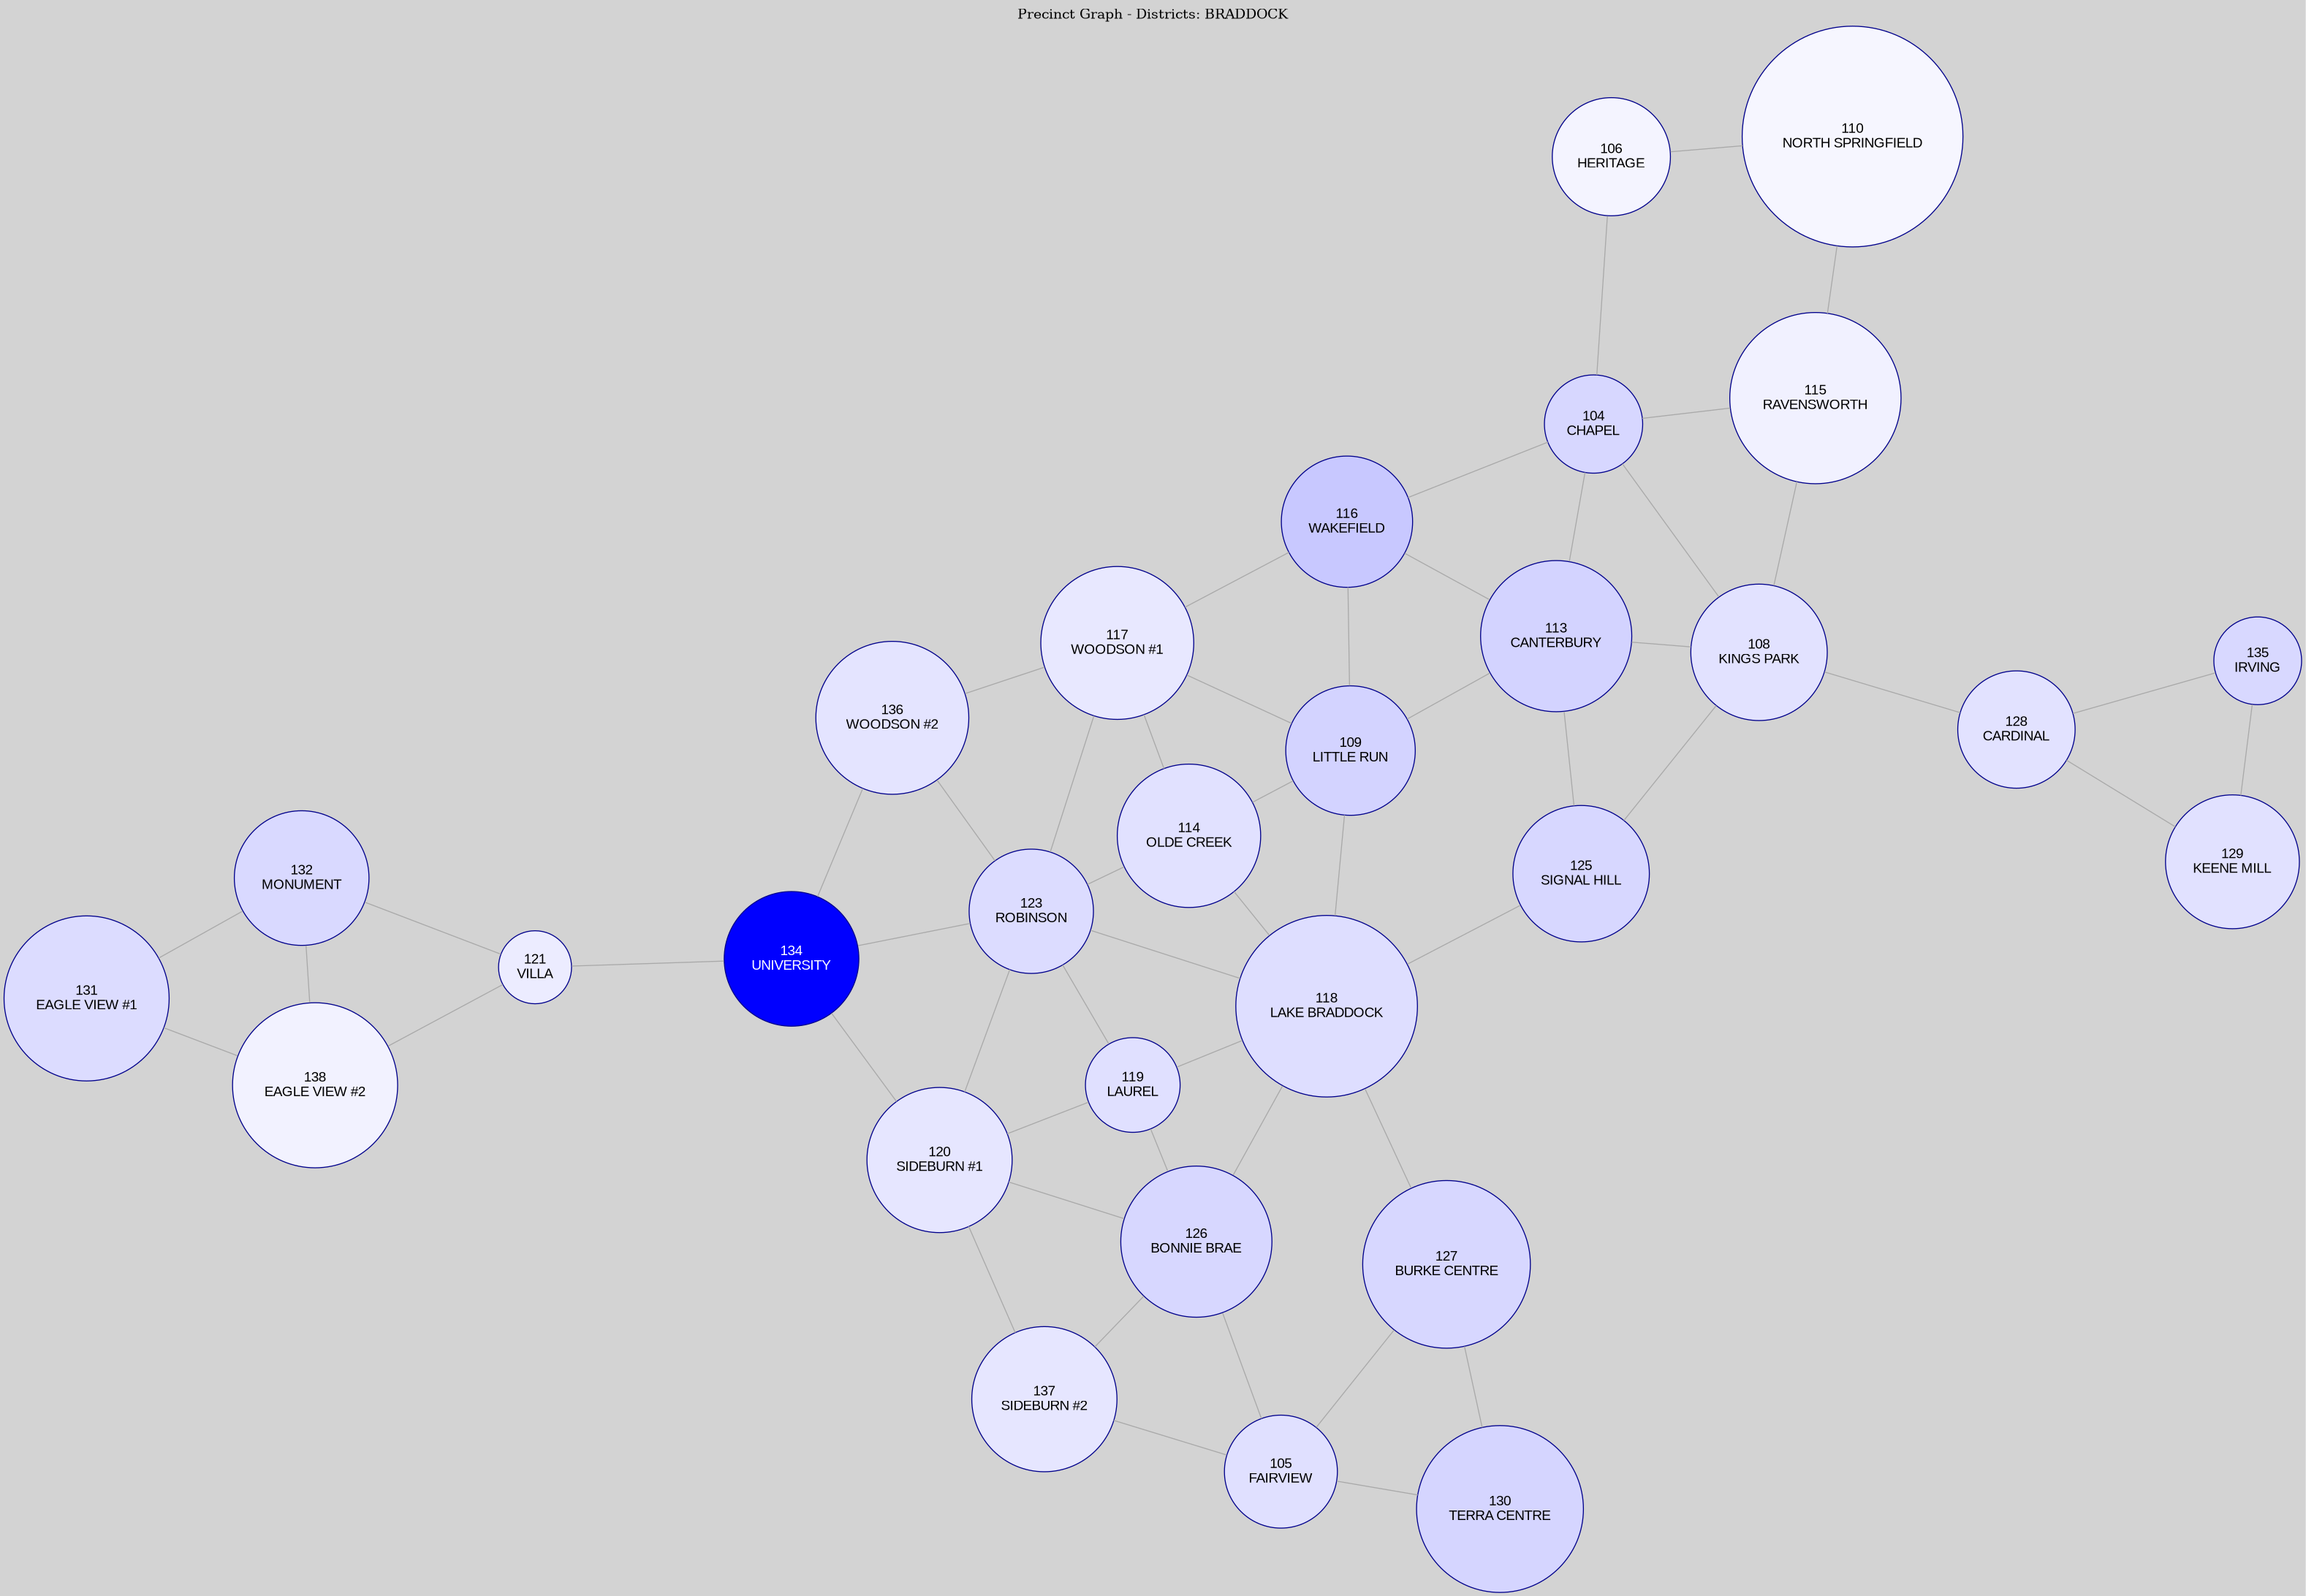 Precinct Graph - Districts: BRADDOCK
110
NORTH SPRINGFIELD
106
HERITAGE
115
RAVENSWORTH
104
CHAPEL
116
WAKEFIELD
113
CANTERBURY
117
WOODSON #1
108
KINGS PARK
135
IRVING
136
WOODSON #2
128
CARDINAL
109
LITTLE RUN
114
OLDE CREEK
129
KEENE MILL
125
SIGNAL HILL
132
MONUMENT
123
ROBINSON
134
UNIVERSITY
121
VILLA
131
EAGLE VIEW #1
118
LAKE BRADDOCK
138
EAGLE VIEW #2
119
LAUREL
120
SIDEBURN #1
126
BONNIE BRAE
127
BURKE CENTRE
137
SIDEBURN #2
105
FAIRVIEW
130
TERRA CENTRE